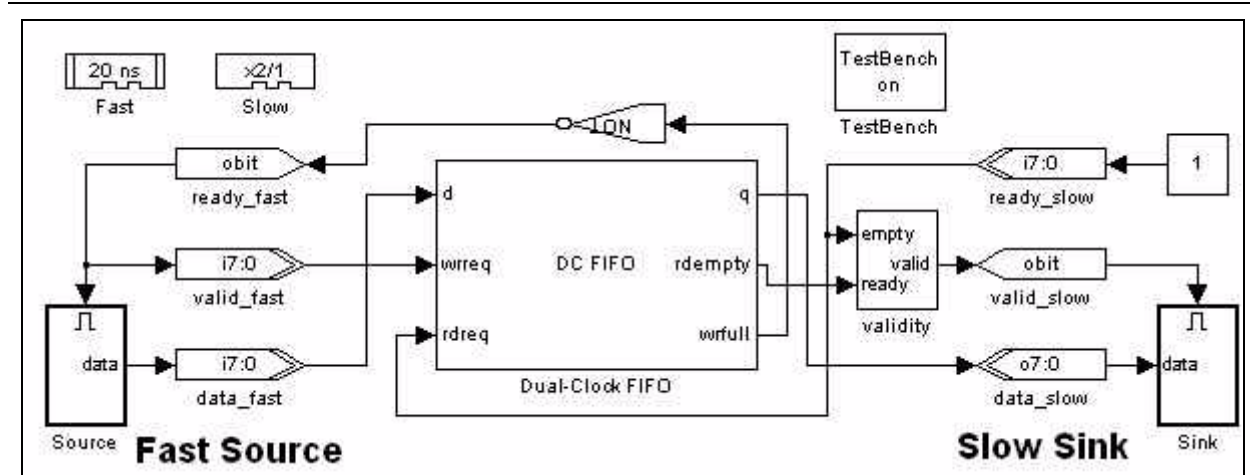 20 ns
Fast
x2/1
Slow
TestBench
on
TestBench
obit
ready_fast
i7:0
ready_slow
1
d
q
DC FIFO
wrreq
rdempty
rdreq
wrfull
Dual-Clock FIFO
i7:0
valid_fast
empty
valid
ready
validity
obit
valid_slow
data
Source
i7:0
data_fast
o7:0
data_slow
data
Sink
Fast Source
Slow Sink